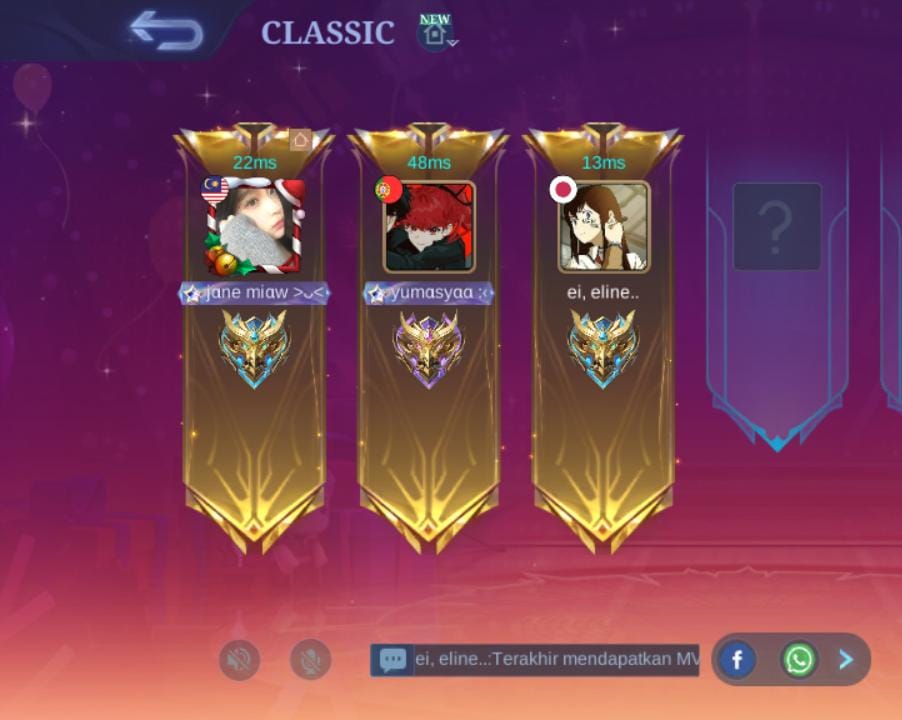 CLASSIC
NEW
22ms
48ms
13ms
jane miaw >ᴗ<
yumasyaa :‹
ei, eline..
?
ei, eline..:Terakhir mendapatkan MV